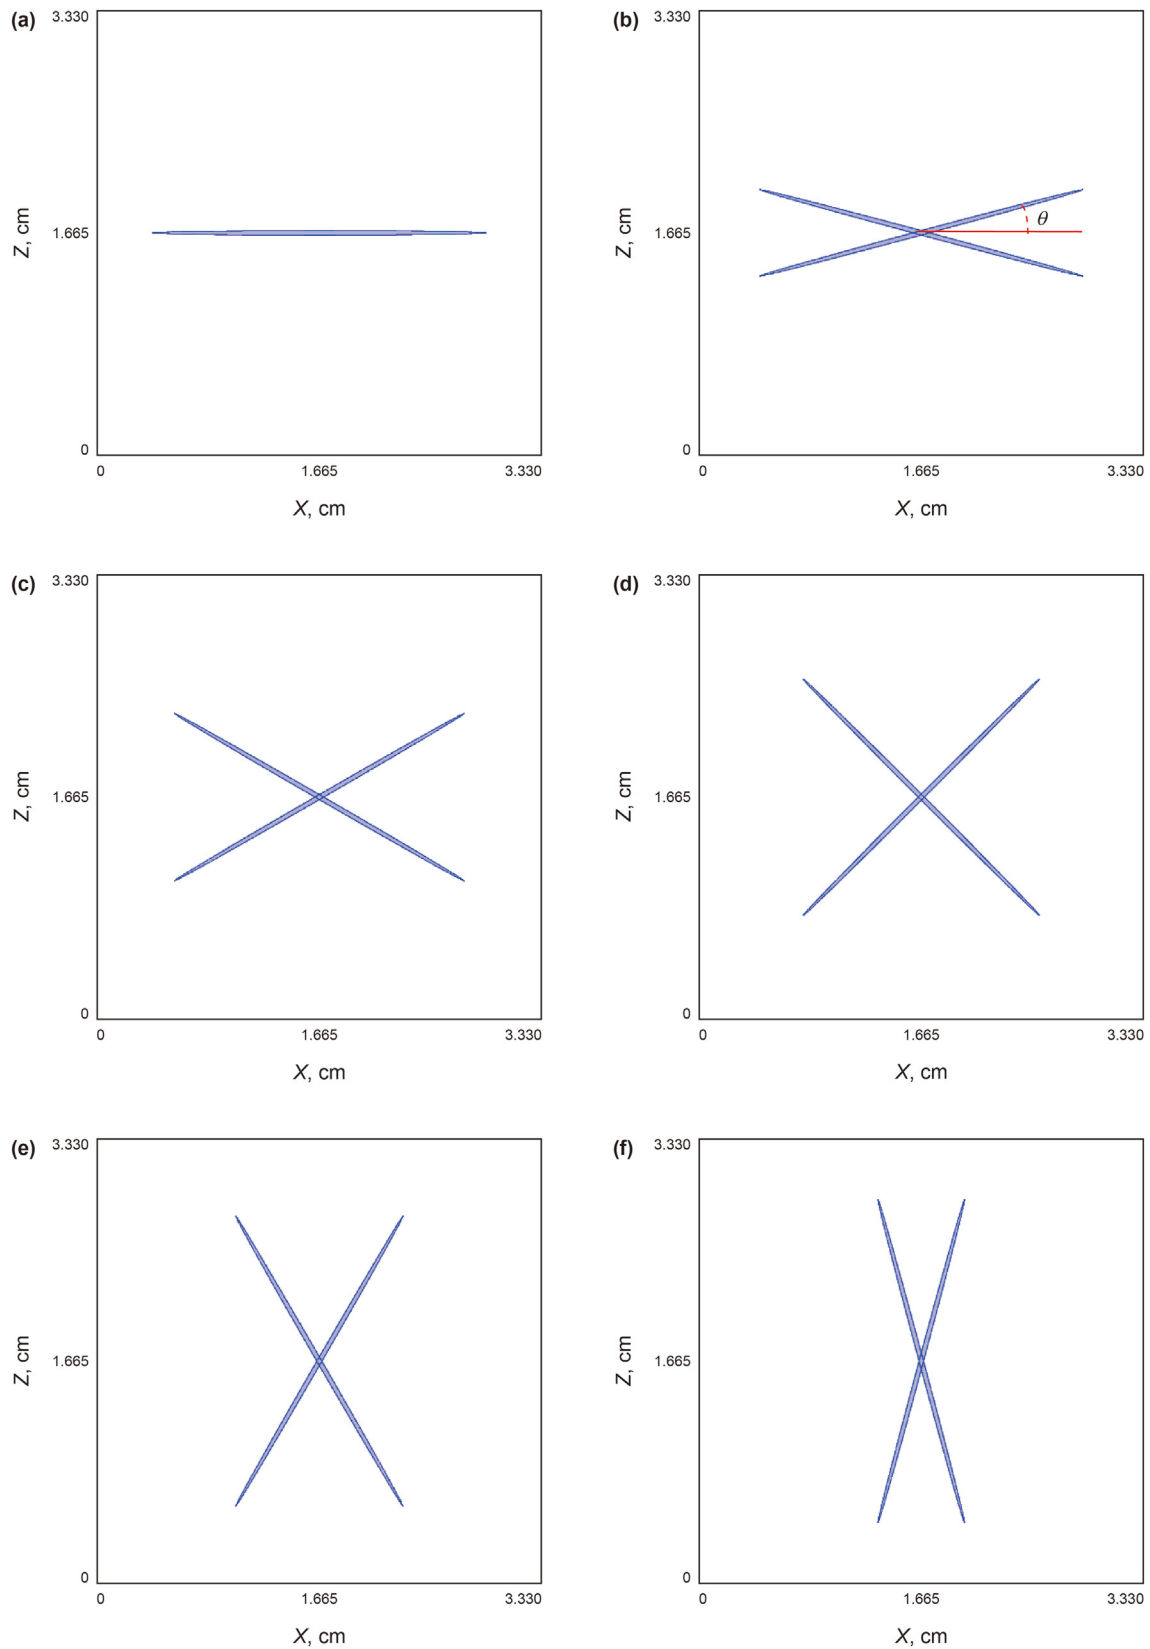 (a) 3.330
Z, cm
1.665
0
0 1.665 3.330
X, cm
(b) 3.330
Z, cm
1.665
θ
0
0 1.665 3.330
X, cm
(c) 3.330
Z, cm
1.665
0
0 1.665 3.330
X, cm
(d) 3.330
Z, cm
1.665
0
0 1.665 3.330
X, cm
(e) 3.330
Z, cm
1.665
0
0 1.665 3.330
X, cm
(f) 3.330
Z, cm
1.665
0
0 1.665 3.330
X, cm